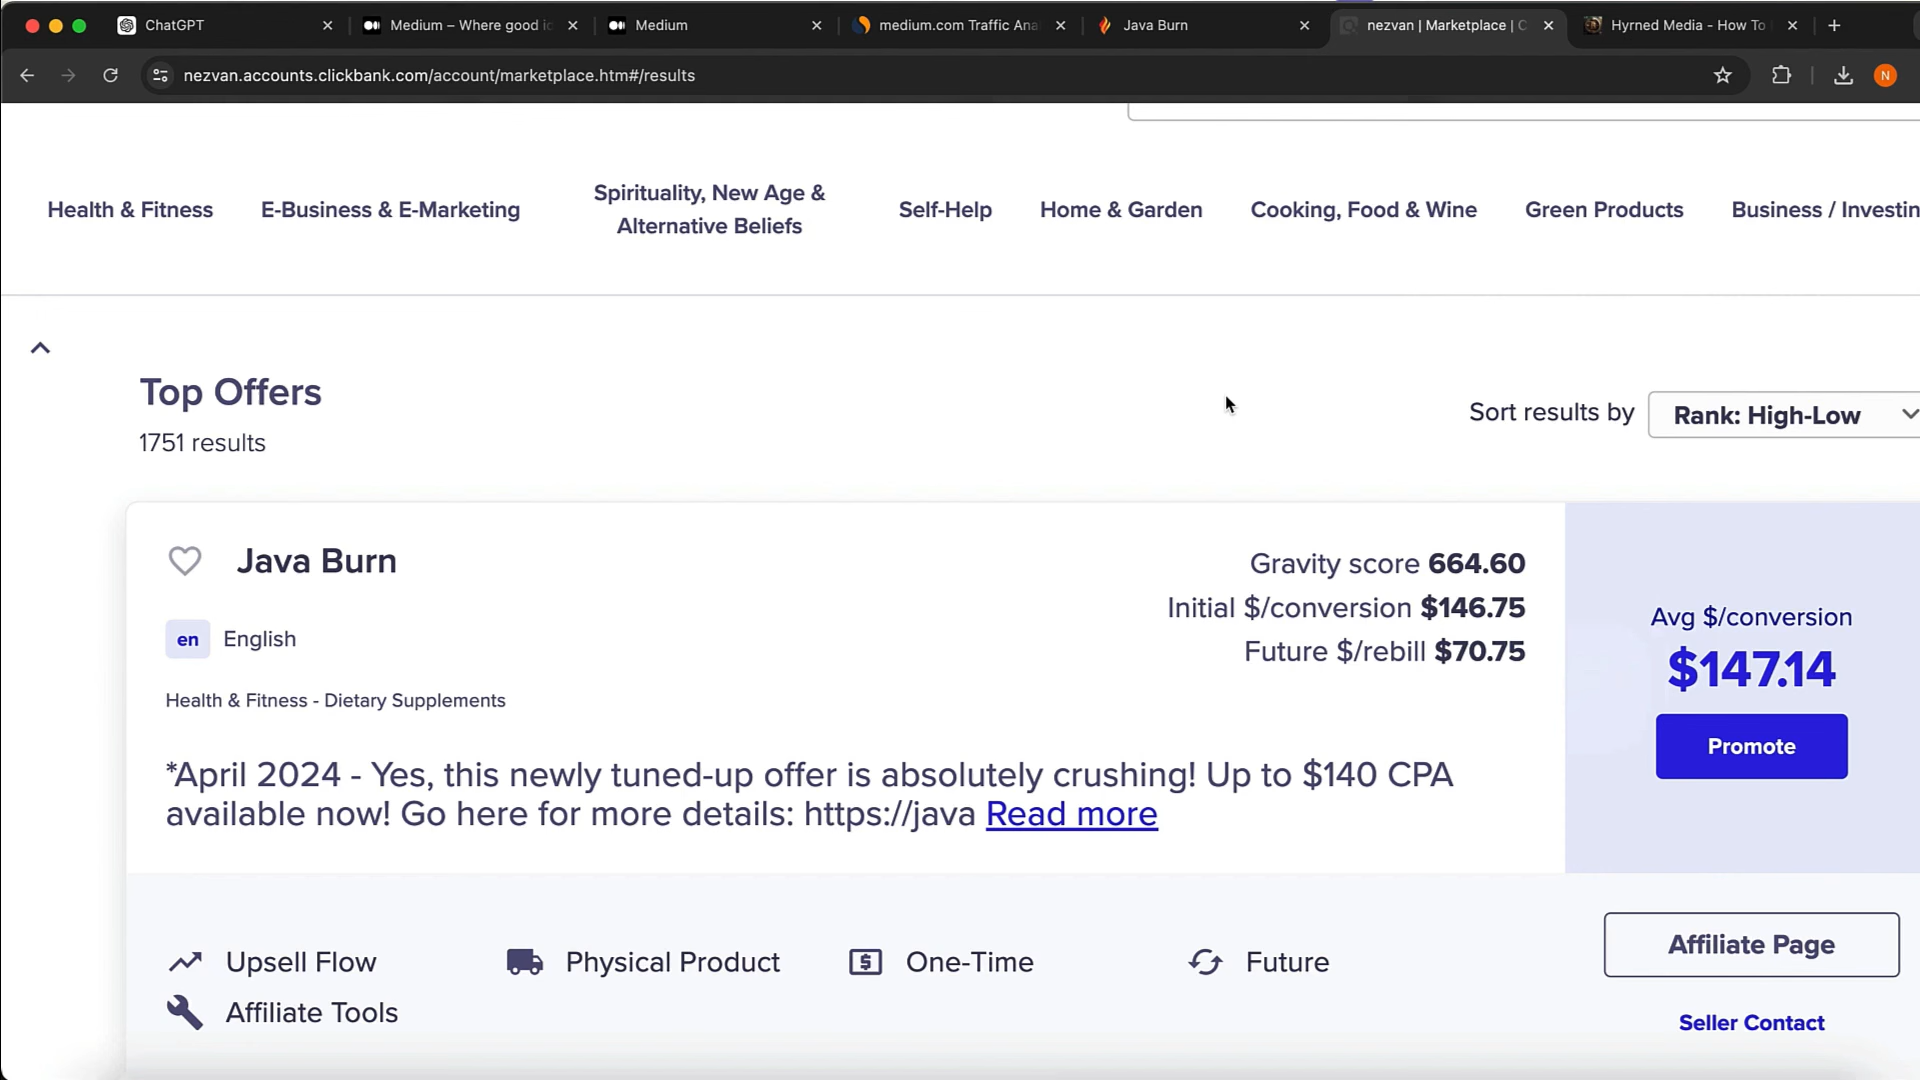 ChatGPT
Medium – Where good id
Medium
medium.com Traffic Ana
Java Burn
nezvan | Marketplace | C
Hyrned Media - How To
nezvan.accounts.clickbank.com/account/marketplace.htm#/results
N
Health & Fitness
E-Business & E-Marketing
Spirituality, New Age &
Alternative Beliefs
Self-Help
Home & Garden
Cooking, Food & Wine
Green Products
Business / Investin
Top Offers
1751 results
Sort results by
Rank: High-Low
Java Burn
Gravity score 664.60
Initial $/conversion $146.75
Future $/rebill $70.75
en English
Health & Fitness - Dietary Supplements
*April 2024 - Yes, this newly tuned-up offer is absolutely crushing! Up to $140 CPA
available now! Go here for more details: https://java Read more
Avg $/conversion
$147.14
Promote
Upsell Flow
Physical Product
One-Time
Future
Affiliate Tools
Affiliate Page
Seller Contact